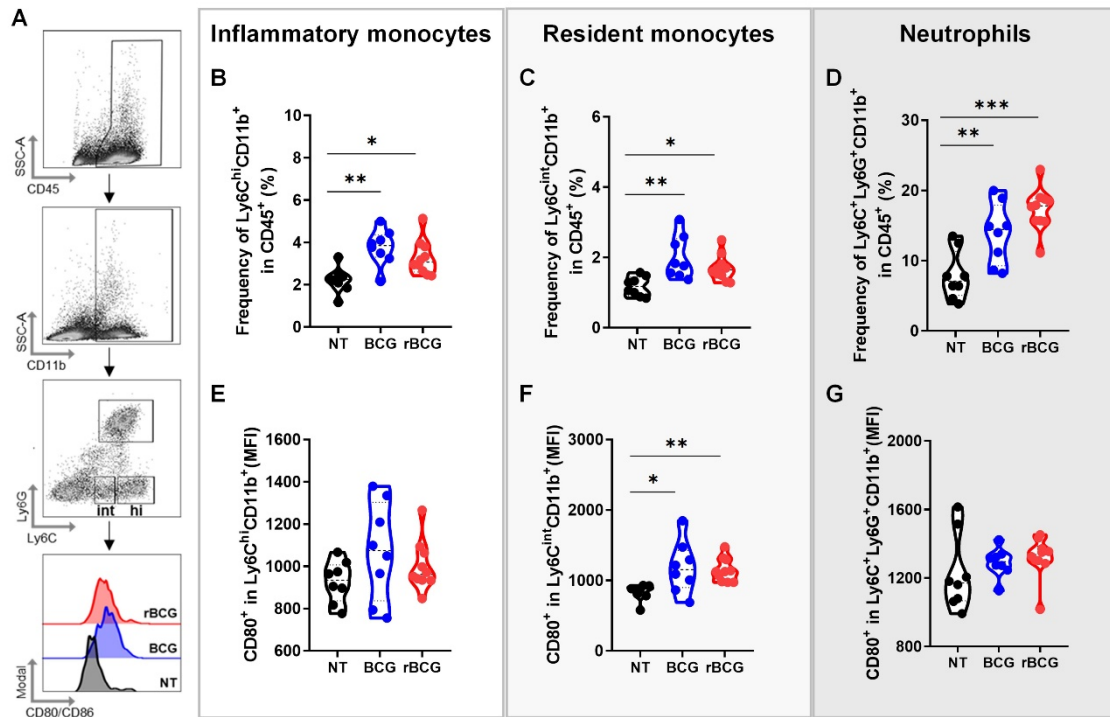 A
SSC-A
CD45
SSC-A
CD11b
Ly6G
int hi
Ly6C
rBCG
BCG
NT
Modal
CD80/CD86
Inflammatory monocytes
B
Frequency of Ly6C^hi CD11b⁺
in CD45⁺ (%)
10
8
6
4
2
0
*
**
NT BCG rBCG
Resident monocytes
C
Frequency of Ly6C^int CD11b⁺
in CD45⁺ (%)
6
4
2
0
*
**
NT BCG rBCG
Neutrophils
D
Frequency of Ly6C⁺Ly6G⁺CD11b⁺
in CD45⁺ (%)
30
20
10
0
***
**
NT BCG rBCG
E
CD80⁺ in Ly6C^hi CD11b⁺ (MFI)
1600
1400
1200
1000
800
600
NT BCG rBCG
F
CD80⁺ in Ly6C^int CD11b⁺ (MFI)
3000
2000
1000
0
**
*
NT BCG rBCG
G
CD80⁺ in Ly6C⁺Ly6G⁺CD11b⁺ (MFI)
2000
1600
1200
800
NT BCG rBCG